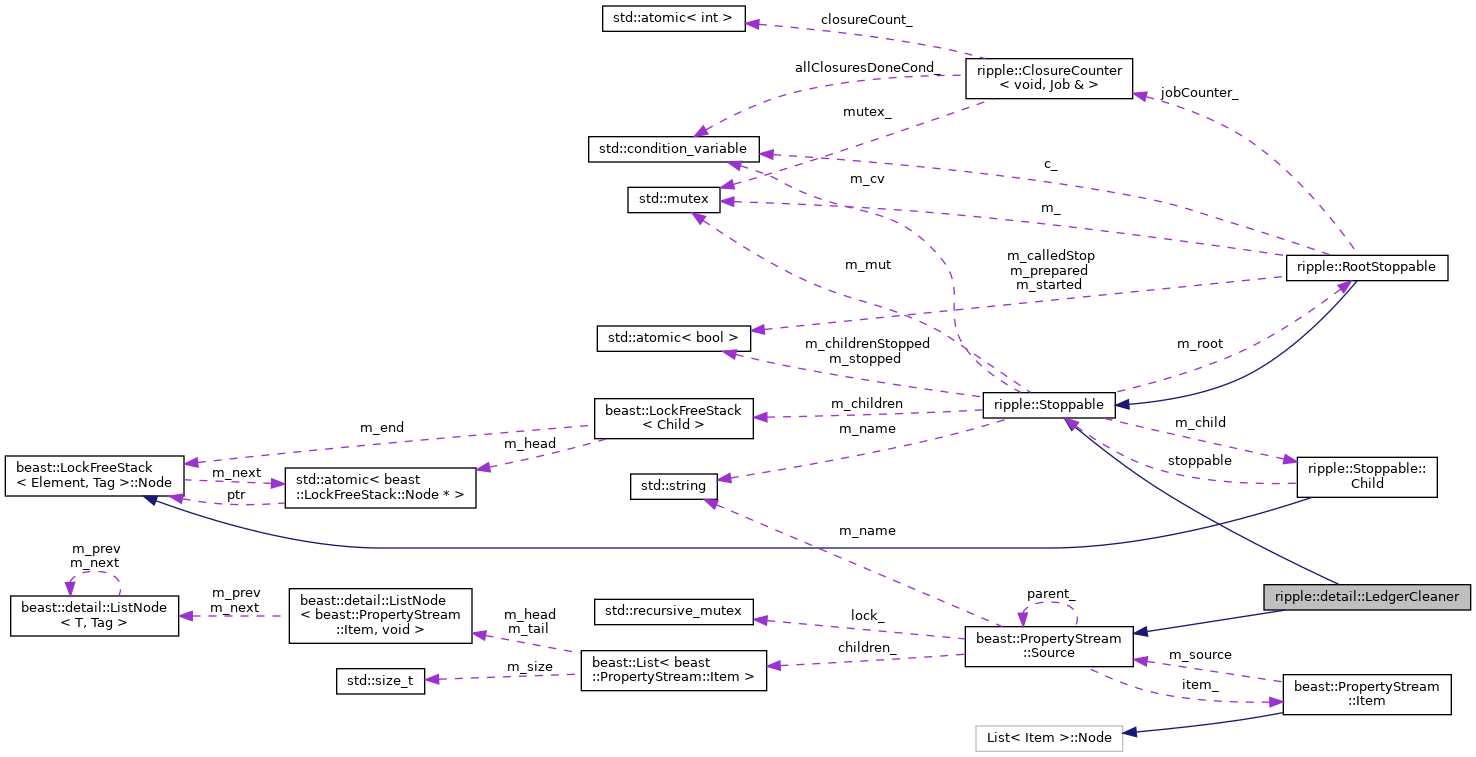 std::atomic< int >
closureCount_
ripple::ClosureCounter
< void, Job & >
allClosuresDoneCond_
jobCounter_
mutex_
std::condition_variable
c_
m_cv
std::mutex
m_
m_mut
m_calledStop
m_prepared
m_started
ripple::RootStoppable
std::atomic< bool >
m_childrenStopped
m_stopped
m_root
beast::LockFreeStack
< Child >
m_children
ripple::Stoppable
m_end
m_name
m_child
m_head
beast::LockFreeStack
< Element, Tag >::Node
m_next
ptr
std::atomic< beast
::LockFreeStack::Node * >
std::string
stoppable
ripple::Stoppable::
Child
m_name
m_prev
m_next
beast::detail::ListNode
< T, Tag >
m_prev
m_next
beast::detail::ListNode
< beast::PropertyStream
::Item, void >
m_head
m_tail
std::recursive_mutex
lock_
parent_
ripple::detail::LedgerCleaner
beast::PropertyStream
::Source
children_
m_size
std::size_t
beast::List< beast
::PropertyStream::Item >
m_source
item_
beast::PropertyStream
::Item
List< Item >::Node